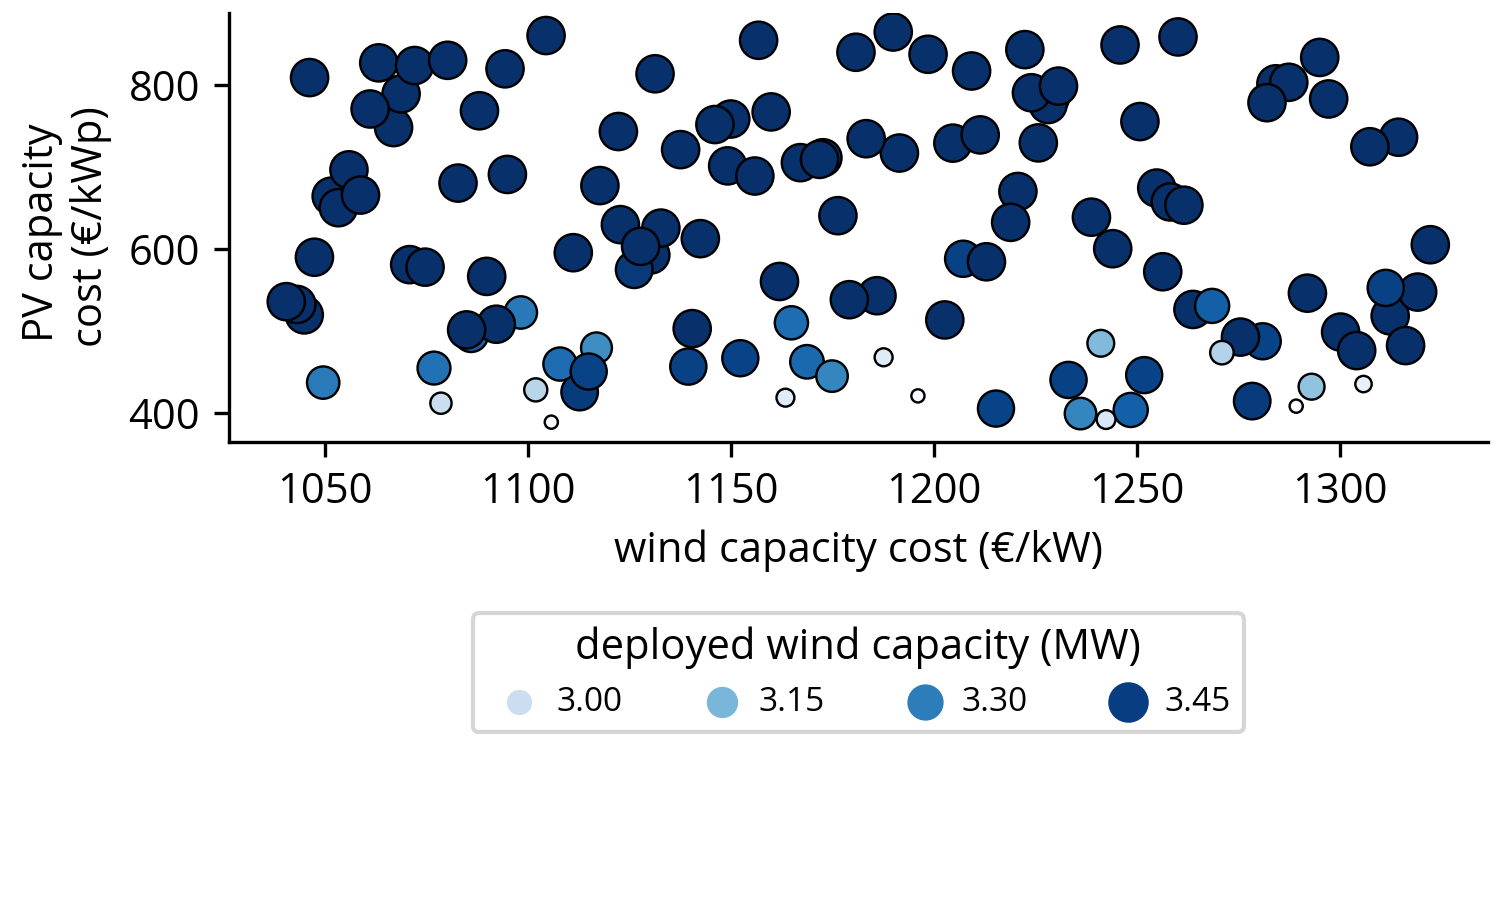 PV capacity
cost (€/kWp)
800
600
400
1050 1100 1150 1200 1250 1300
wind capacity cost (€/kW)
deployed wind capacity (MW)
3.00 3.15 3.30 3.45